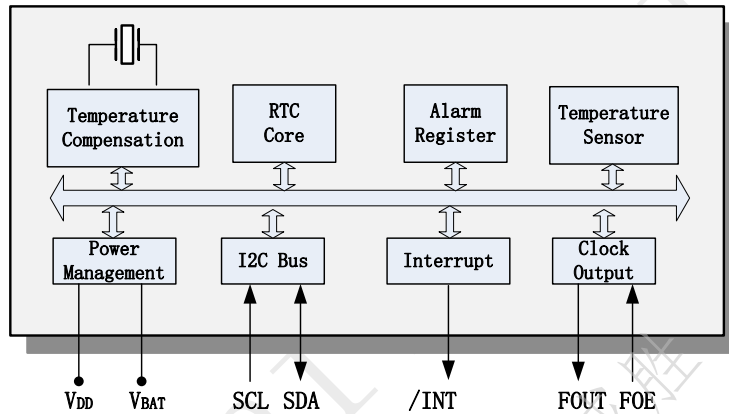 Temperature
Compensation
RTC
Core
Alarm
Register
Temperature
Sensor
Power
Management
I2C Bus
Interrupt
Clock
Output
VDD
VBAT
SCL
SDA
/INT
FOUT
FOE
胜